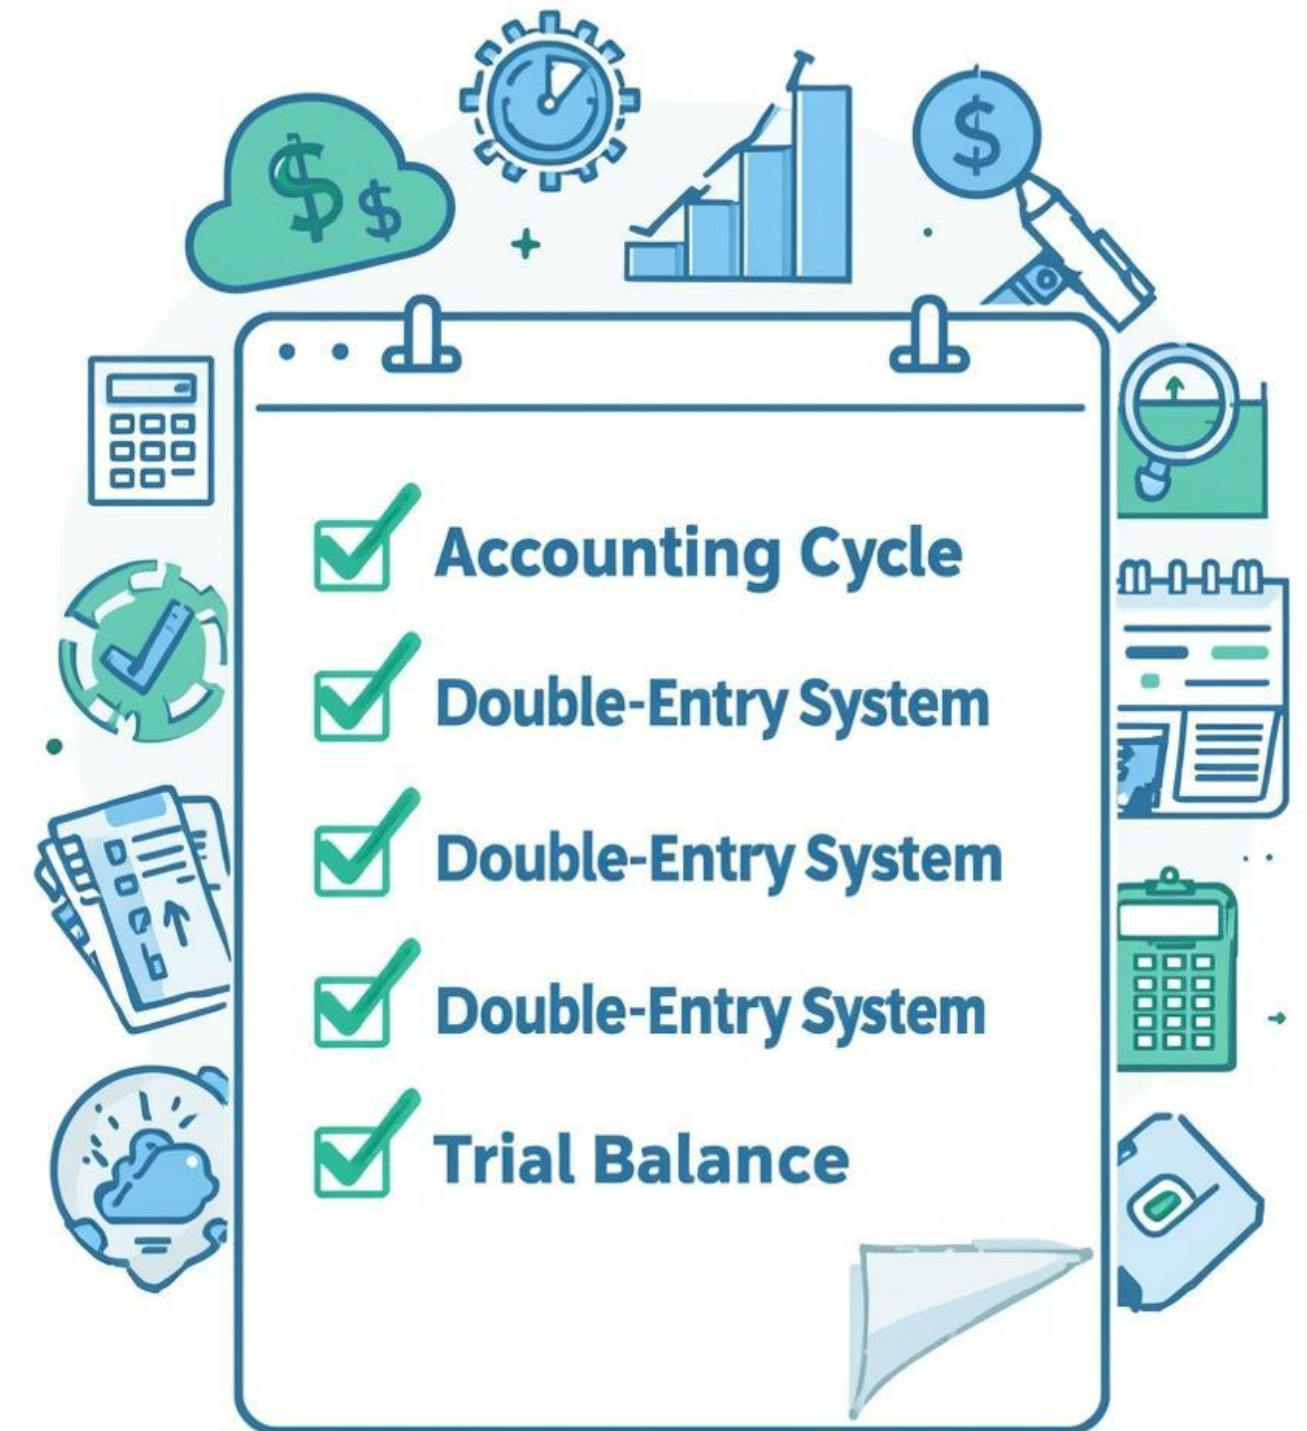 $ $
$
Accounting Cycle
Double-Entry System
Double-Entry System
Double-Entry System
Trial Balance